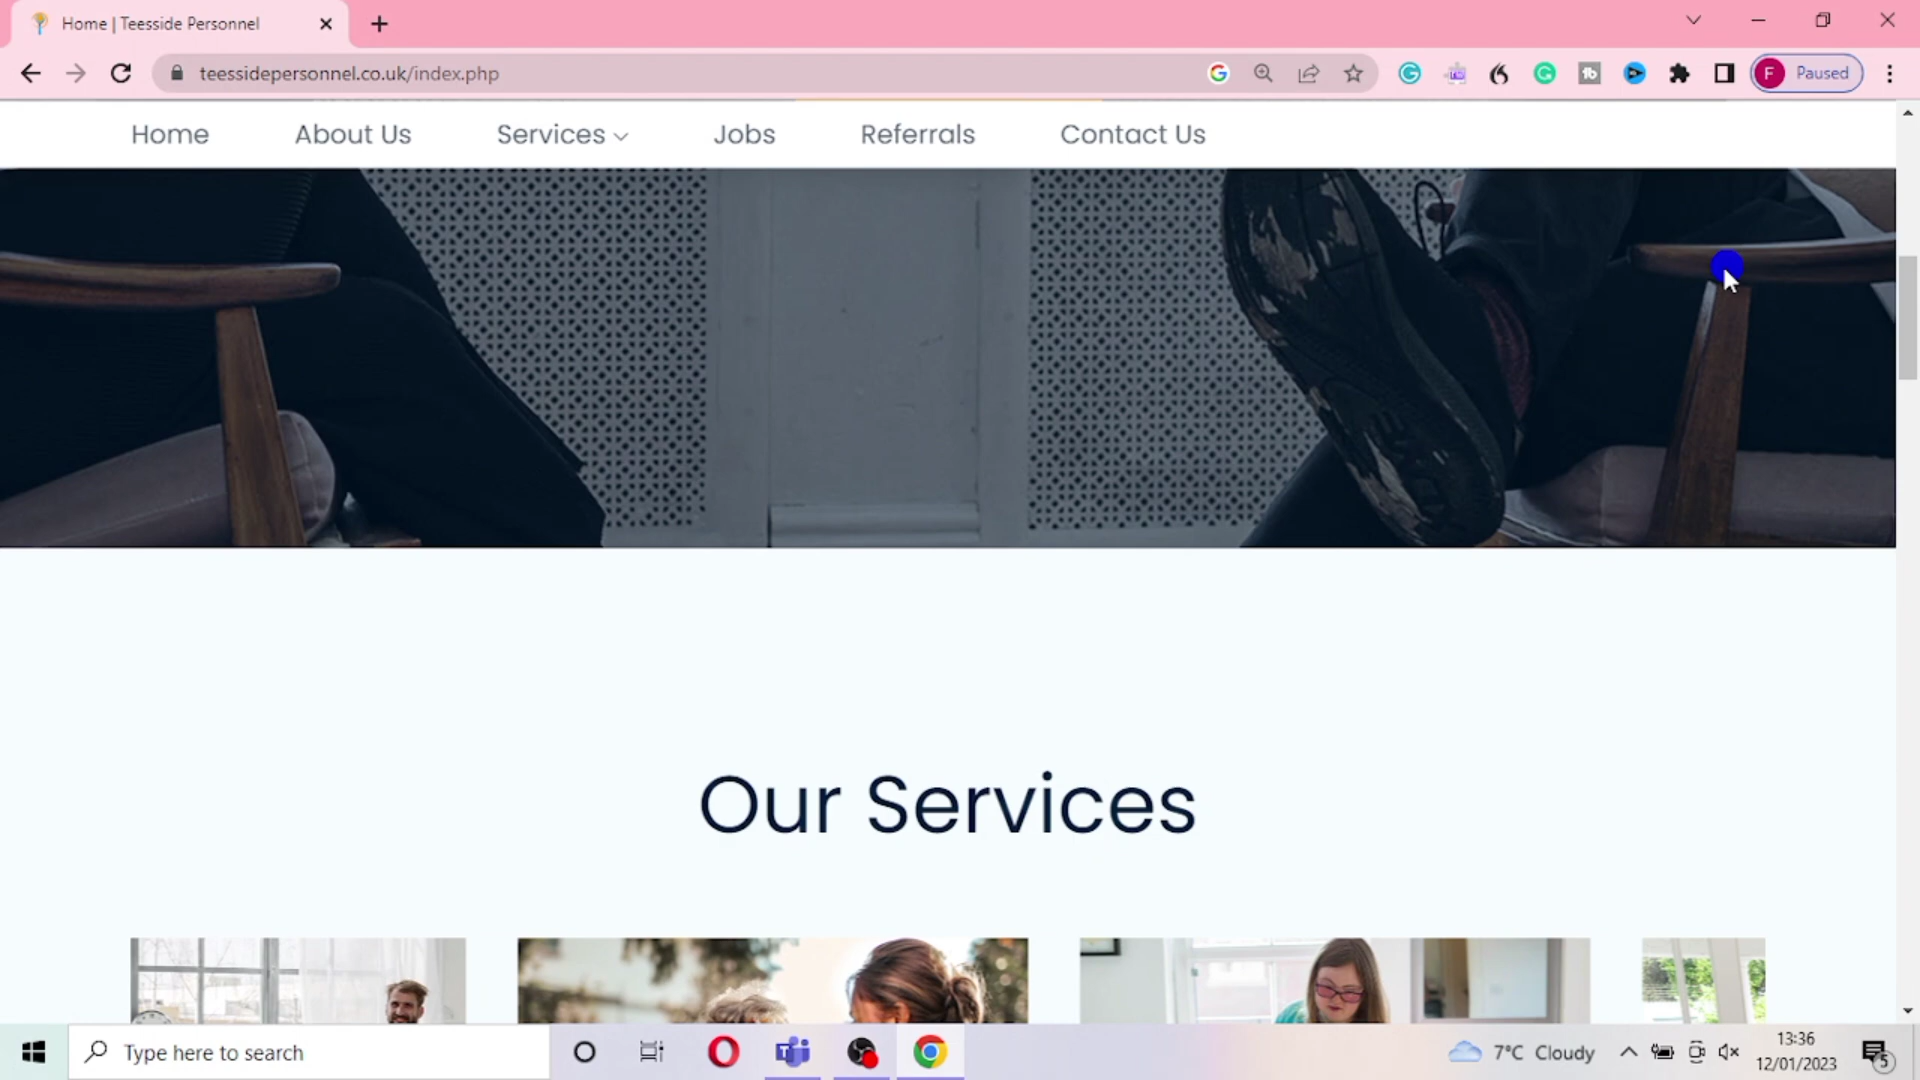 Home | Teesside Personnel
teessidepersonnel.co.uk/index.php
F Paused
Home About Us Services Jobs Referrals Contact Us
Our Services
Type here to search
7°C Cloudy
13:36
12/01/2023
5